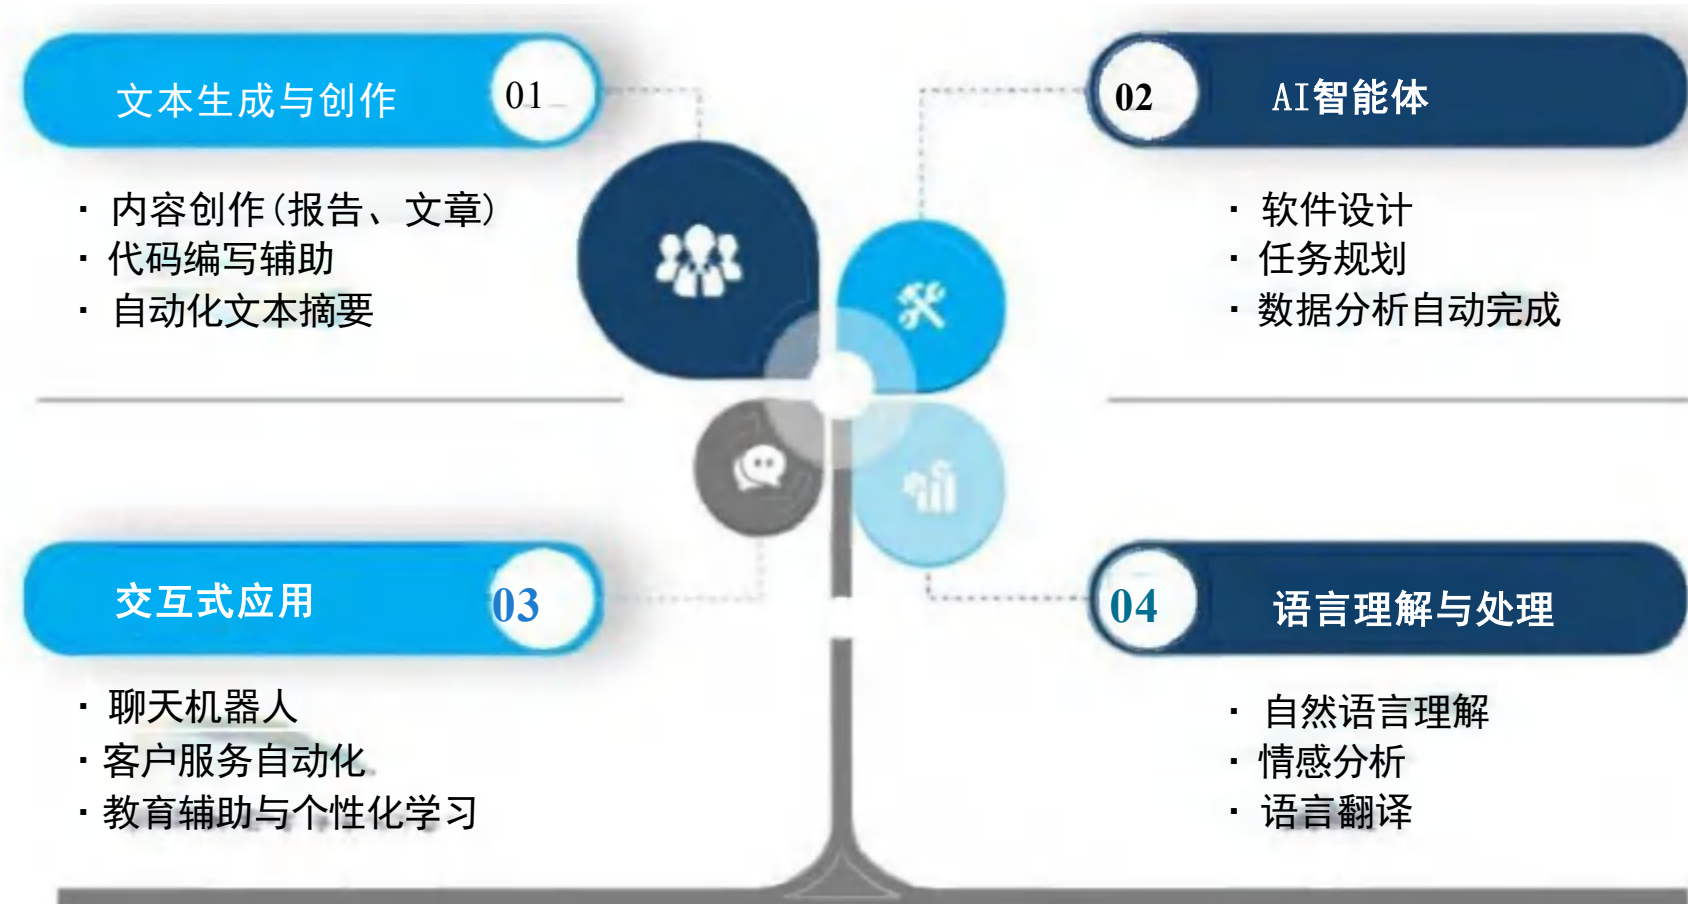 文本生成与创作 01
· 内容创作(报告、文章)
· 代码编写辅助
· 自动化文本摘要
02 AI智能体
· 软件设计
· 任务规划
· 数据分析自动完成
交互式应用 03
· 聊天机器人
· 客户服务自动化
· 教育辅助与个性化学习
04 语言理解与处理
· 自然语言理解
· 情感分析
· 语言翻译